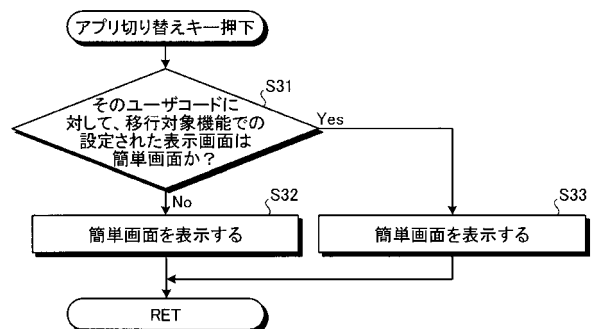 アプリ切り替えキー押下
S31
そのユーザコードに
対して、移行対象機能での
設定された表示画面は
簡単画面か?
Yes
No
S32
簡単画面を表示する
S33
簡単画面を表示する
RET